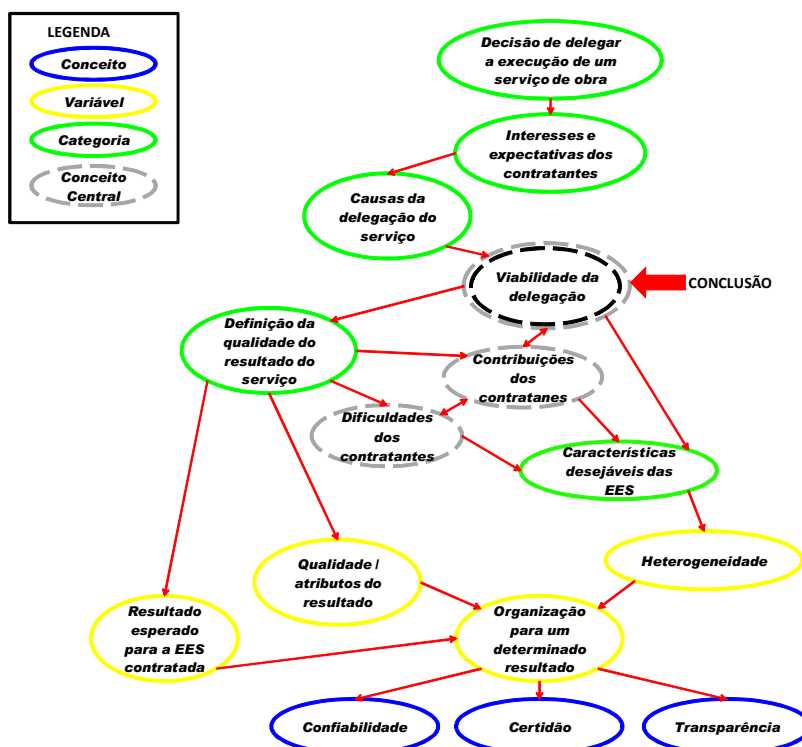 LEGENDA
Conceito
Variável
Categoria
Conceito
Central
Decisão de delegar
a execução de um
serviço de obra
Interesses e
expectativas dos
contratantes
Causas da
delegação do
serviço
Viabilidade da
delegação
CONCLUSÃO
Definição da
qualidade do
resultado do
serviço
Contribuições
dos
contratanes
Dificuldades
dos
contratantes
Características
desejáveis das
EES
Heterogeneidade
Qualidade /
atributos do
resultado
Resultado
esperado
para a EES
contratada
Organização
para um
determinado
resultado
Confiabilidade
Certidão
Transparência